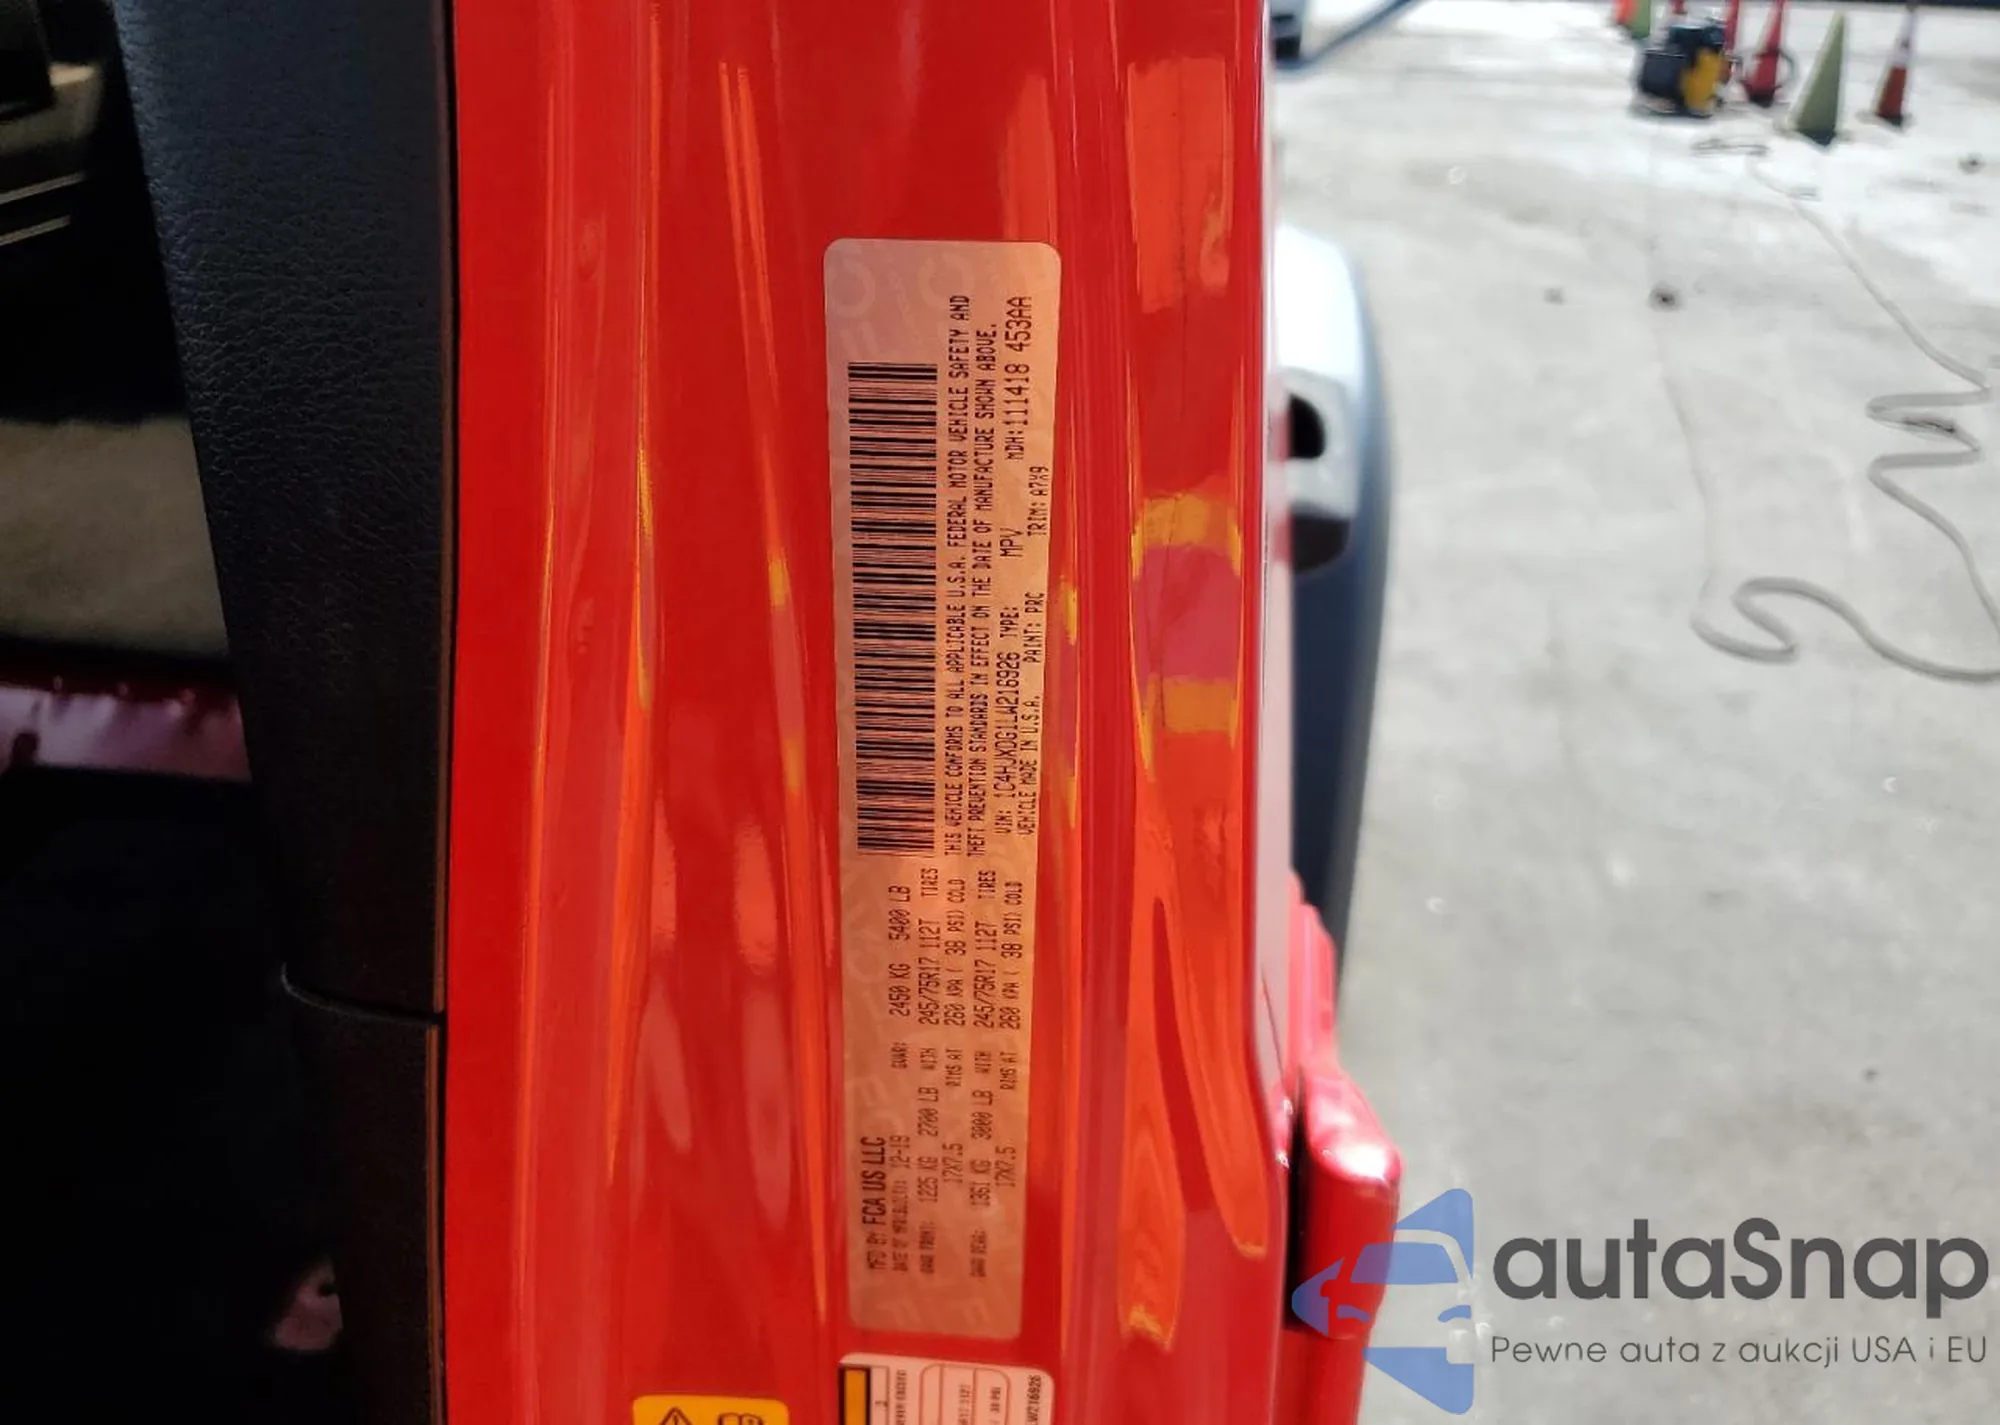 MFD BY FCA US LLC
DATE OF MFR 12-19 GVWR: 2450 KG 5400 LB
GAWR FRONT: 1225 KG 2700 LB WITH 245/75R17 112T TIRES
17X7.5 RIMS AT 260 KPA ( 38 PSI) COLD
GAWR REAR: 1361 KG 3000 LB WITH 245/75R17 112T TIRES
17X7.5 RIMS AT 260 KPA ( 38 PSI) COLD
THIS VEHICLE CONFORMS TO ALL APPLICABLE U.S.A. FEDERAL MOTOR VEHICLE SAFETY AND
THEFT PREVENTION STANDARDS IN EFFECT ON THE DATE OF MANUFACTURE SHOWN ABOVE.
VIN: 1C4HJXDG1LW216926 TYPE: MPV MDH:111418 453AA
VEHICLE MADE IN U.S.A. PAINT: PRC TRIM: A7X9
LW216926
autaSnap
Pewne auta z aukcji USA i EU